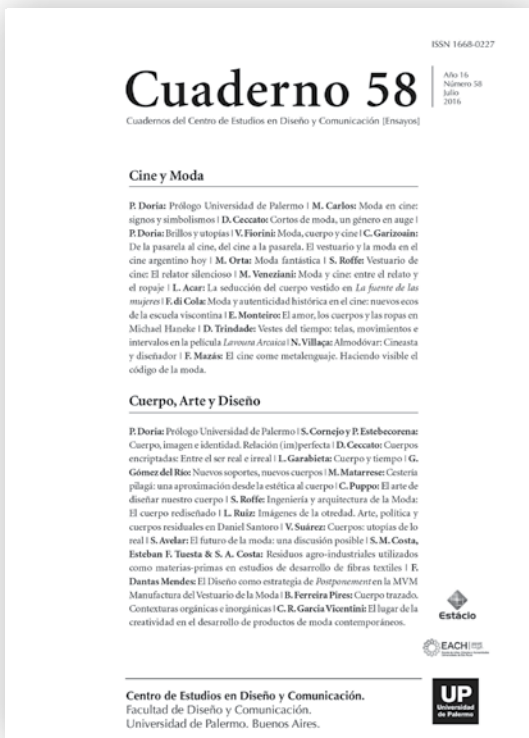 ISSN 1668-0227
Cuaderno 58
Año 16
Número 58
Julio
2016
Cuadernos del Centro de Estudios en Diseño y Comunicación [Ensayos]
Cine y Moda
P. Doria: Prólogo Universidad de Palermo | M. Carlos: Moda en cine:
signos y simbolismos | D. Ceccato: Cortos de moda, un género en auge |
P. Doria: Brillos y utopías | V. Fiorini: Moda, cuerpo y cine | C. Garizoain:
De la pasarela al cine, del cine a la pasarela. El vestuario y la moda en el
cine argentino hoy | M. Orta: Moda fantástica | S. Roffe: Vestuario de
cine: El relator silencioso | M. Veneziani: Moda y cine: entre el relato y
el ropaje | L. Acar: La seducción del cuerpo vestido en La fuente de las
mujeres | F. di Cola: Moda y autenticidad histórica en el cine: nuevos ecos
de la escuela viscontina | E. Monteiro: El amor, los cuerpos y las ropas en
Michael Haneke | D. Trindade: Vestes del tiempo: telas, movimientos e
intervalos en la película Lavoura Arcaica | N. Villaça: Almodóvar: Cineasta
y diseñador | F. Mazás: El cine como metalenguaje. Haciendo visible el
código de la moda.
Cuerpo, Arte y Diseño
P. Doria: Prólogo Universidad de Palermo | S. Cornejo y P. Estebecorena:
Cuerpo, imagen e identidad. Relación (im)perfecta | D. Ceccato: Cuerpos
encriptadas: Entre el ser real e irreal | L. Garabieta: Cuerpo y tiempo | G.
Gómez del Río: Nuevos soportes, nuevos cuerpos | M. Matarrese: Cestería
pilagá: una aproximación desde la estética al cuerpo | C. Puppo: El arte de
diseñar nuestro cuerpo | S. Roffe: Ingeniería y arquitectura de la Moda:
El cuerpo rediseñado | L. Ruiz: Imágenes de la otredad. Arte, política y
cuerpos residuales en Daniel Santoro | V. Suárez: Cuerpos: utopías de lo
real | S. Avelar: El futuro de la moda: una discusión posible | S. M. Costa,
Esteban F. Tuesta & S. A. Costa: Residuos agro-industriales utilizados
como materias-primas en estudios de desarrollo de fibras textiles | F.
Dantas Mendes: El Diseño como estrategia de Postponement en la MVM
Manufactura del Vestuario de la Moda | B. Ferreira Pires: Cuerpo trazado.
Contexturas orgánicas e inorgánicas | C. R. Garcia Vicentini: El lugar de la
creatividad en el desarrollo de productos de moda contemporáneos.
Estácio
EACH
Centro de Estudios en Diseño y Comunicación.
Facultad de Diseño y Comunicación.
Universidad de Palermo. Buenos Aires.
UP
Universidad
de Palermo